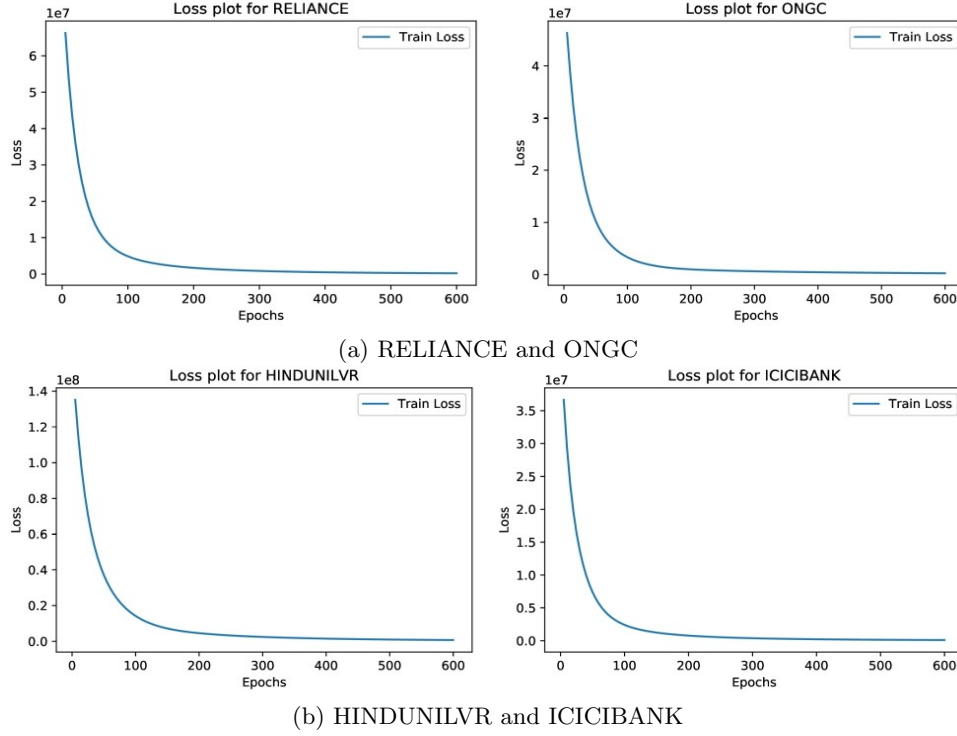 Loss plot for RELIANCE
1e7
Train Loss
6
5
4
3
2
1
0
Loss
0 100 200 300 400 500 600
Epochs
Loss plot for ONGC
1e7
Train Loss
4
3
2
1
0
Loss
0 100 200 300 400 500 600
Epochs
(a) RELIANCE and ONGC
Loss plot for HINDUNILVR
1e8
Train Loss
1.4
1.2
1.0
0.8
0.6
0.4
0.2
0.0
Loss
0 100 200 300 400 500 600
Epochs
Loss plot for ICICIBANK
1e7
Train Loss
3.5
3.0
2.5
2.0
1.5
1.0
0.5
0.0
Loss
0 100 200 300 400 500 600
Epochs
(b) HINDUNILVR and ICICIBANK